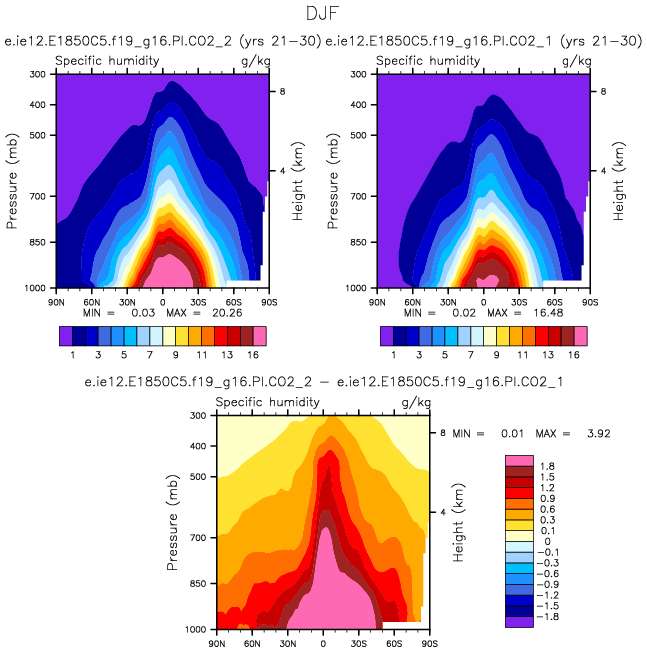 DJF
e.ie12.E1850C5.f19_g16.PI.CO2_2 (yrs 21−30) e.ie12.E1850C5.f19_g16.PI.CO2_1 (yrs 21−30)
Specific humidity g/kg Specific humidity g/kg
300 300
400 8 400 8
500 500
Pressure (mb) Height (km) Pressure (mb) Height (km)
4 4
700 700
850 850
1000 1000
90N 60N 30N 0 30S 60S 90S 90N 60N 30N 0 30S 60S 90S
MIN = 0.03 MAX = 20.26 MIN = 0.02 MAX = 16.48
1 3 5 7 9 11 13 16 1 3 5 7 9 11 13 16
e.ie12.E1850C5.f19_g16.PI.CO2_2 − e.ie12.E1850C5.f19_g16.PI.CO2_1
Specific humidity g/kg
300
400 8
500
Pressure (mb) Height (km)
4
700
850
1000
90N 60N 30N 0 30S 60S 90S
MIN = 0.01 MAX = 3.92
1.8
1.5
1.2
0.9
0.6
0.3
0.1
0
−0.1
−0.3
−0.6
−0.9
−1.2
−1.5
−1.8